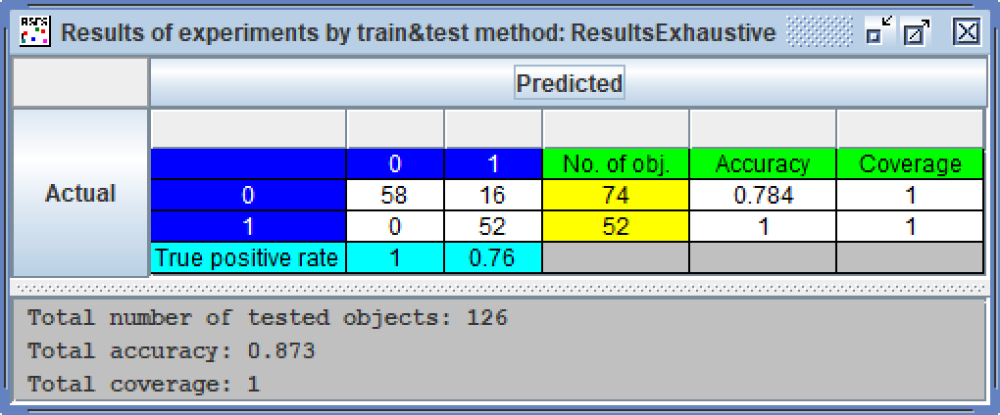 RSES
Results of experiments by train&test method: ResultsExhaustive
Predicted
Actual
0 1 No. of obj. Accuracy Coverage
0 58 16 74 0.784 1
1 0 52 52 1 1
True positive rate 1 0.76
Total number of tested objects: 126
Total accuracy: 0.873
Total coverage: 1